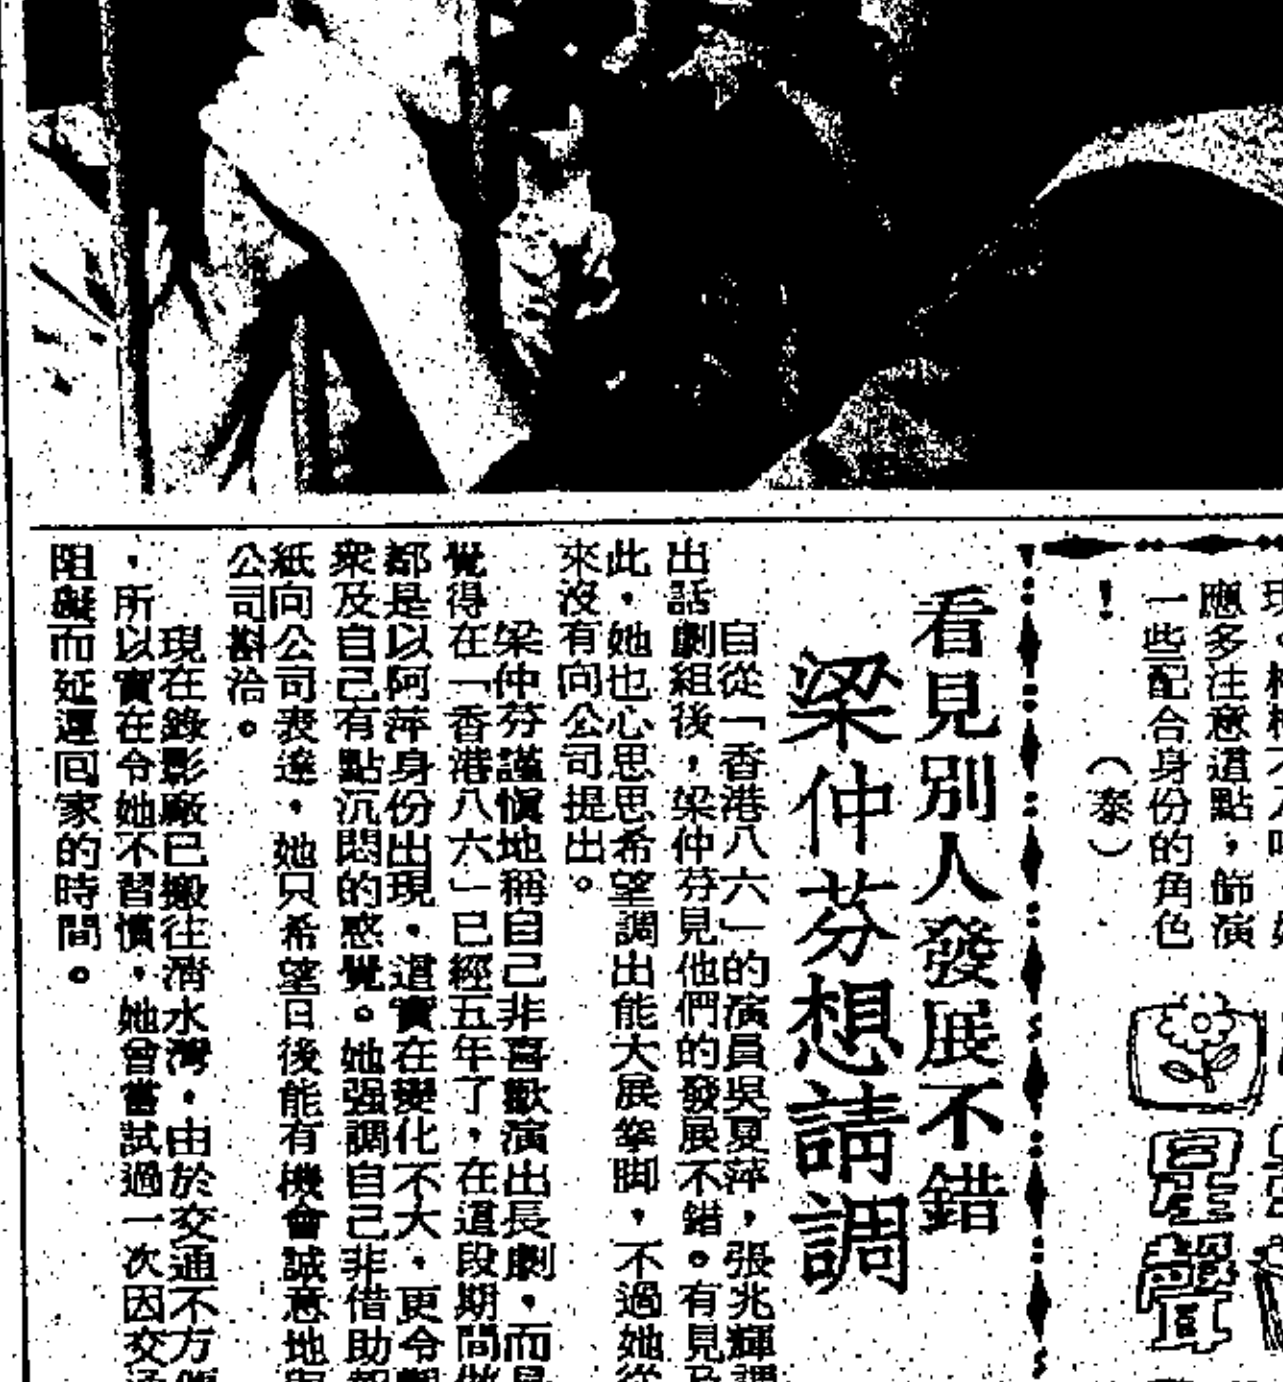 應多注意這點，飾演
一些配合身份的角色
！　（泰）
看見別人發展不錯
梁仲芬想請調
自從「香港八六」的演員吳夏萍，張兆輝調
出話劇組後，梁仲芬見他們的發展不錯。有見及
此，她也心思思希望調出能大展拳脚，不過她從
來沒有向公司提出。
梁仲芬謹慎地稱自己非喜歡演出長劇，而是
覺得在「香港八六」已經五年了，在這段期間做
都是以阿萍身份出現，這實在變化不大，更令觀
衆及自己有點沉悶的感覺。她强調自己非借助報
紙向公司表達，她只希望日後能有機會誠意地與
公司斟洽。
現在錄影廠已搬往清水灣，由於交通不方便
，所以實在令她不習慣，她曾嘗試過一次因交通
阻礙而延遲回家的時間。